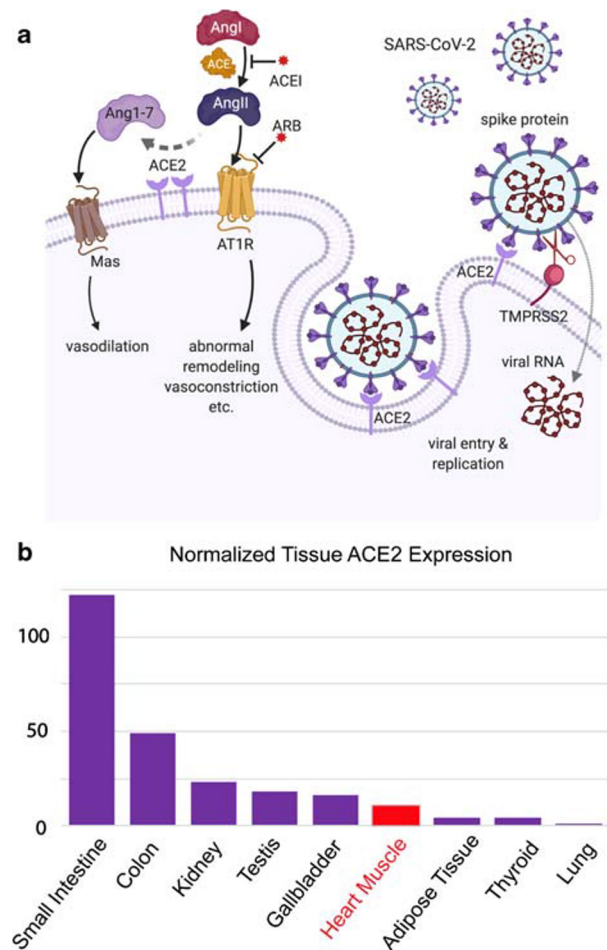 a
AngI
ACE
ACEI
AngII
Ang1-7
ARB
ACE2
AT1R
Mas
vasodilation
abnormal
remodeling
vasoconstriction
etc.
SARS-CoV-2
spike protein
ACE2
TMPRSS2
viral RNA
ACE2
viral entry &
replication
b
Normalized Tissue ACE2 Expression
100
50
0
Small Intestine
Colon
Kidney
Testis
Gallbladder
Heart Muscle
Adipose Tissue
Thyroid
Lung